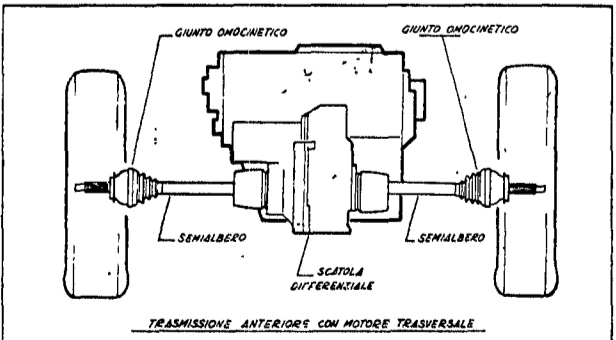 GIUNTO OMOCINETICO
GIUNTO OMOCINETICO
SEMIALBERO
SEMIALBERO
SCATOLA
DIFFERENZIALE
TRASMISSIONE ANTERIORE CON MOTORE TRASVERSALE